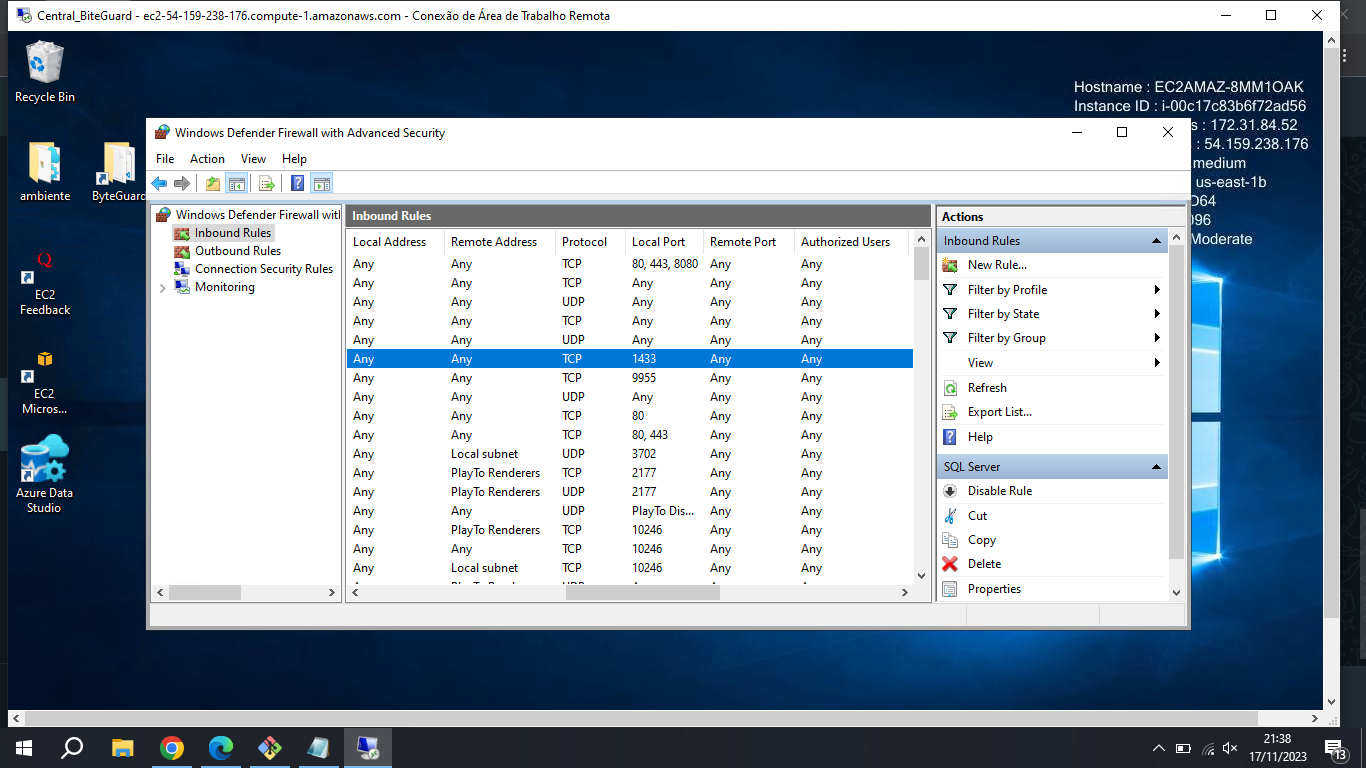 Central_BiteGuard - ec2-54-159-238-176.compute-1.amazonaws.com - Conexão de Área de Trabalho Remota
Recycle Bin
ambiente
ByteGuard
EC2
Feedback
EC2
Micros...
Azure Data
Studio
Hostname : EC2AMAZ-8MM1OAK
Instance ID : i-00c17c83b6f72ad56
s : 172.31.84.52
: 54.159.238.176
medium
us-east-1b
D64
096
Moderate
Windows Defender Firewall with Advanced Security
File Action View Help
Windows Defender Firewall with
Inbound Rules
Outbound Rules
Connection Security Rules
Monitoring
Inbound Rules
Local Address Remote Address Protocol Local Port Remote Port Authorized Users
Any Any TCP 80, 443, 8080 Any Any
Any Any TCP Any Any Any
Any Any UDP Any Any Any
Any Any TCP Any Any Any
Any Any UDP Any Any Any
Any Any TCP 1433 Any Any
Any Any TCP 9955 Any Any
Any Any UDP Any Any Any
Any Any TCP 80 Any Any
Any Any TCP 80, 443 Any Any
Any Local subnet UDP 3702 Any Any
Any PlayTo Renderers TCP 2177 Any Any
Any PlayTo Renderers UDP 2177 Any Any
Any Any UDP PlayTo Dis... Any Any
Any PlayTo Renderers TCP 10246 Any Any
Any Any TCP 10246 Any Any
Any Local subnet TCP 10246 Any Any
Actions
Inbound Rules
New Rule...
Filter by Profile
Filter by State
Filter by Group
View
Refresh
Export List...
Help
SQL Server
Disable Rule
Cut
Copy
Delete
Properties
21:38
17/11/2023
13